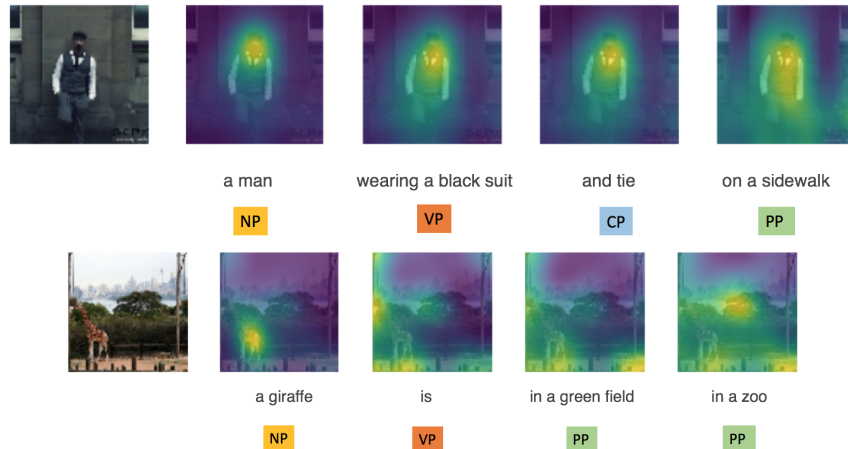 a man wearing a black suit and tie on a sidewalk
NP VP CP PP
a giraffe is in a green field in a zoo
NP VP PP PP